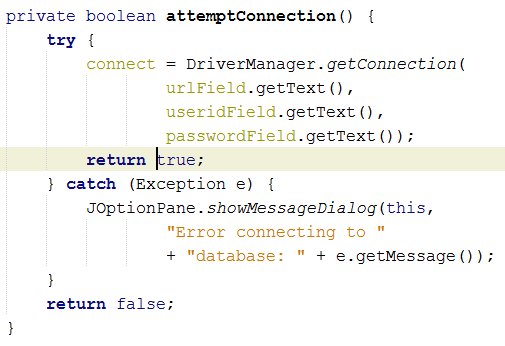 private boolean attemptConnection() {
    try {
        connect = DriverManager.getConnection(
                urlField.getText(),
                useridField.getText(),
                passwordField.getText());
        return true;
    } catch (Exception e) {
        JOptionPane.showMessageDialog(this,
                "Error connecting to "
                + "database: " + e.getMessage());
    }
    return false;
}